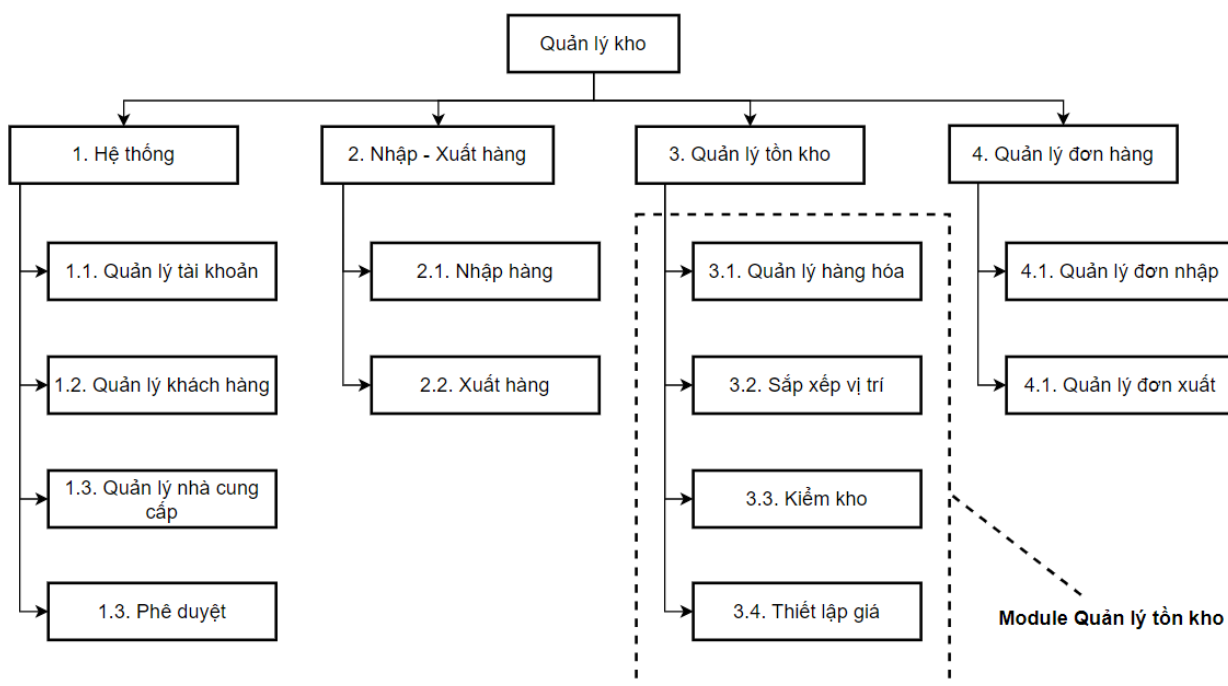 Quản lý kho
1. Hệ thống
2. Nhập - Xuất hàng
3. Quản lý tồn kho
4. Quản lý đơn hàng
1.1. Quản lý tài khoản
2.1. Nhập hàng
3.1. Quản lý hàng hóa
4.1. Quản lý đơn nhập
1.2. Quản lý khách hàng
2.2. Xuất hàng
3.2. Sắp xếp vị trí
4.1. Quản lý đơn xuất
1.3. Quản lý nhà cung
cấp
3.3. Kiểm kho
1.3. Phê duyệt
3.4. Thiết lập giá
Module Quản lý tồn kho